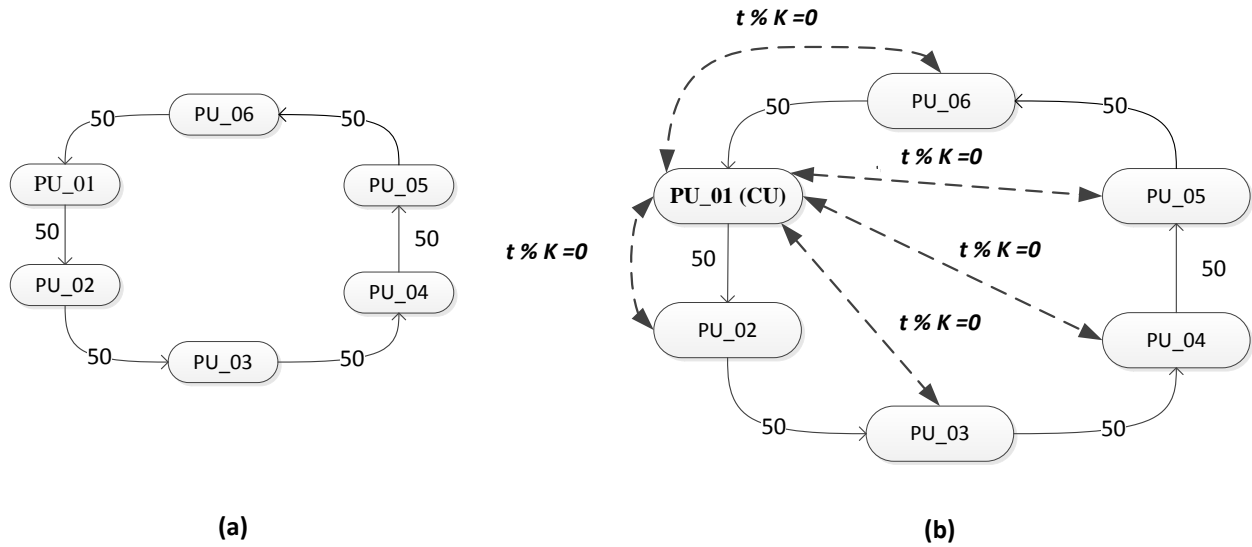 50
PU_06
50
PU_01
PU_05
50
50
PU_02
PU_04
50
PU_03
50
(a)
t % K =0
50
PU_06
50
t % K =0
PU_01 (CU)
PU_05
t % K =0
50
t % K =0
50
PU_02
t % K =0
PU_04
50
PU_03
50
(b)